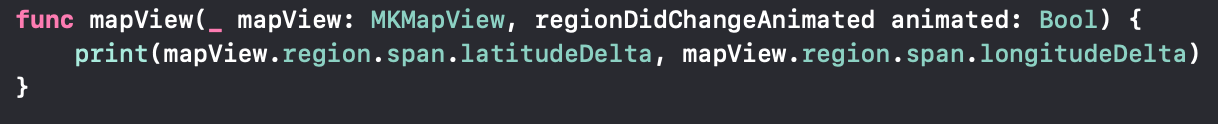 func mapView(_ mapView: MKMapView, regionDidChangeAnimated animated: Bool) {
    print(mapView.region.span.latitudeDelta, mapView.region.span.longitudeDelta)
}